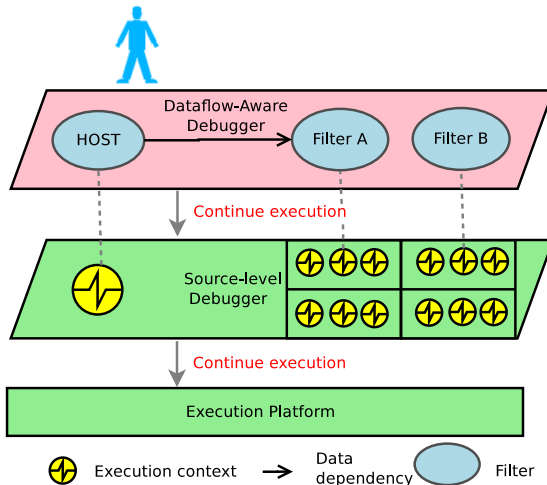 Dataflow-Aware
Debugger
HOST
Filter A
Filter B
Continue execution
Source-level
Debugger
Continue execution
Execution Platform
Execution context
Data
dependency
Filter